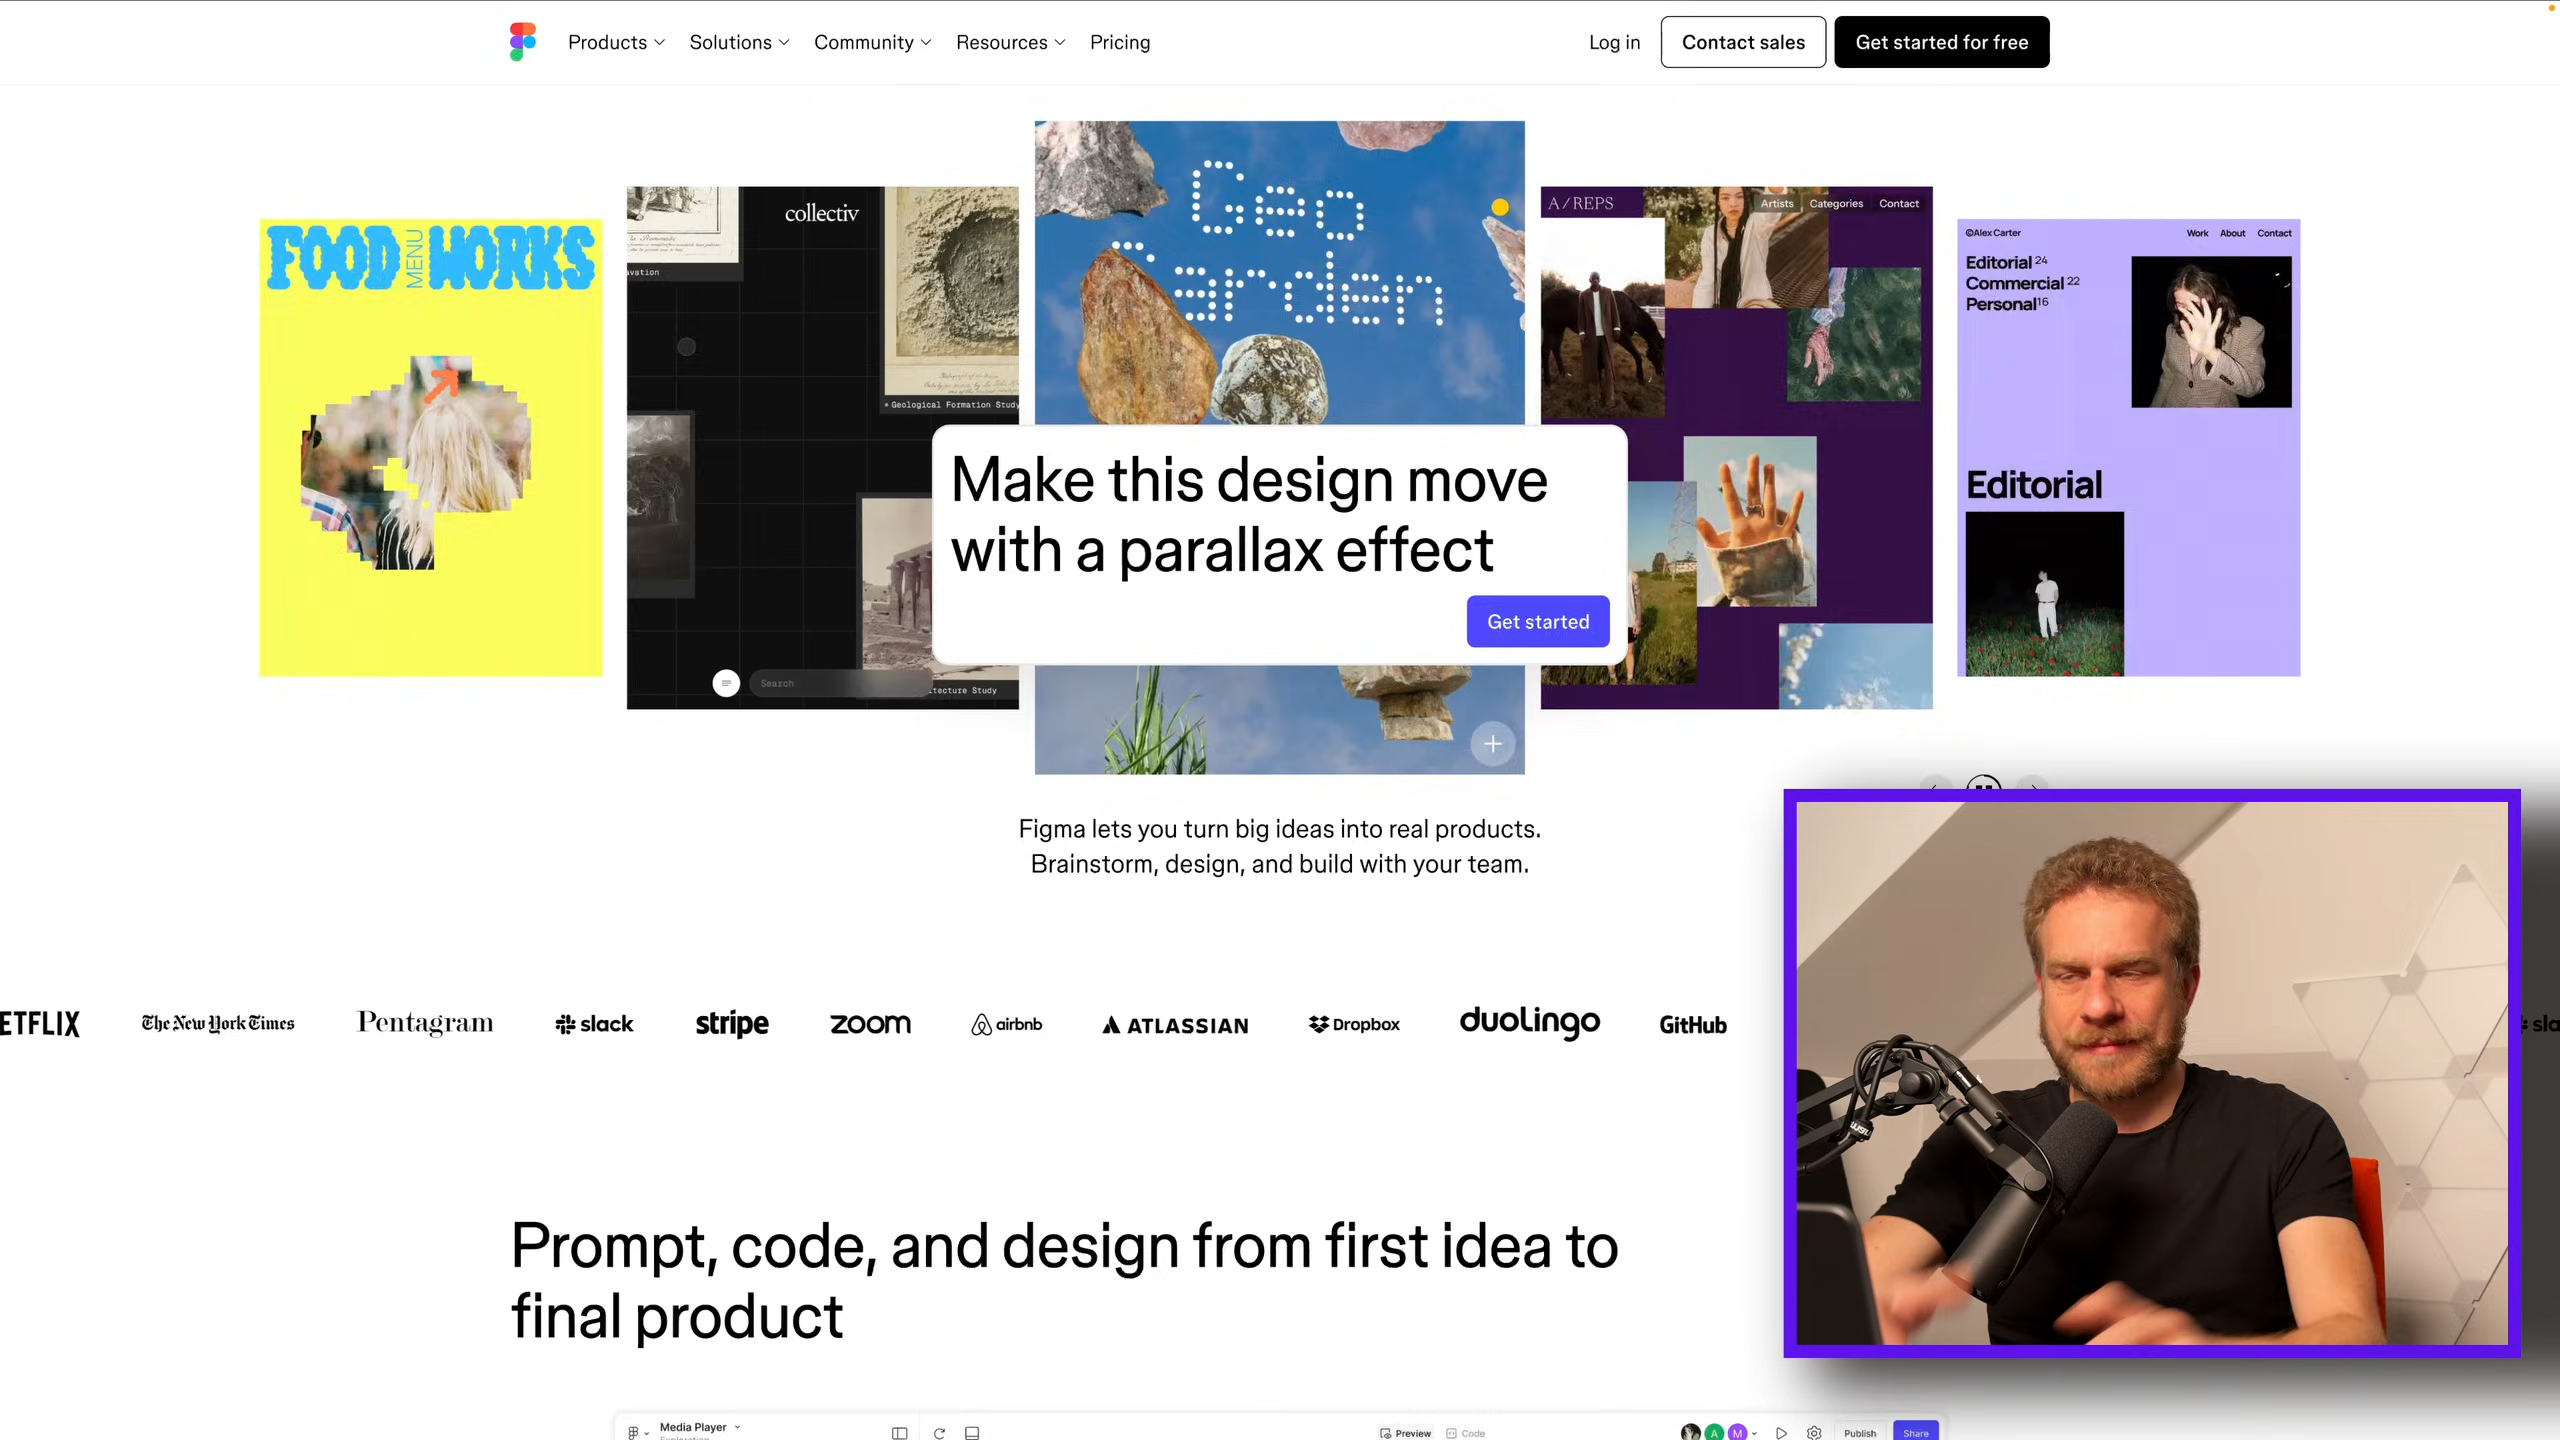 Products
Solutions
Community
Resources
Pricing
Log in
Contact sales
Get started for free
FOOD MENU WORKS
collectiv
Geo
Garden
A / REPS
Artists
Categories
Contact
©Alex Carter
Work
About
Contact
Editorial 24
Commercial 22
Personal 16
Geological Formation Study
Make this design move
with a parallax effect
Editorial
Get started
Search
Figma lets you turn big ideas into real products.
Brainstorm, design, and build with your team.
ETFLIX
The New York Times
Pentagram
slack
stripe
zoom
airbnb
ATLASSIAN
Dropbox
duolingo
GitHub
Prompt, code, and design from first idea to
final product
Media Player
Preview
Code
A
M
Publish
Share